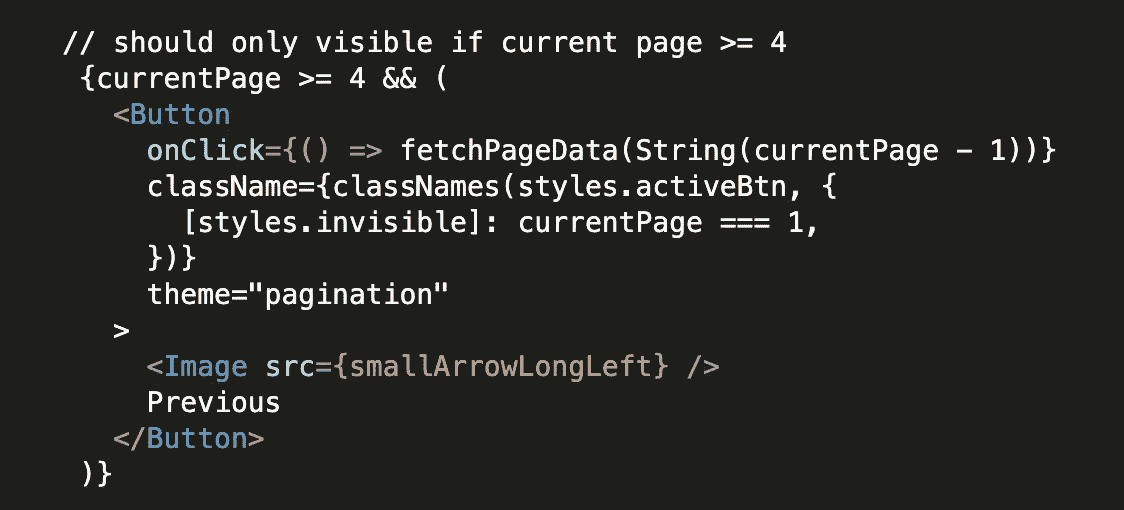 // should only visible if current page >= 4
{currentPage >= 4 && (
<Button
onClick={() => fetchPageData(String(currentPage - 1))}
className={classNames(styles.activeBtn, {
[styles.invisible]: currentPage === 1,
})}
theme="pagination"
>
<Image src={smallArrowLongLeft} />
Previous
</Button>
)}